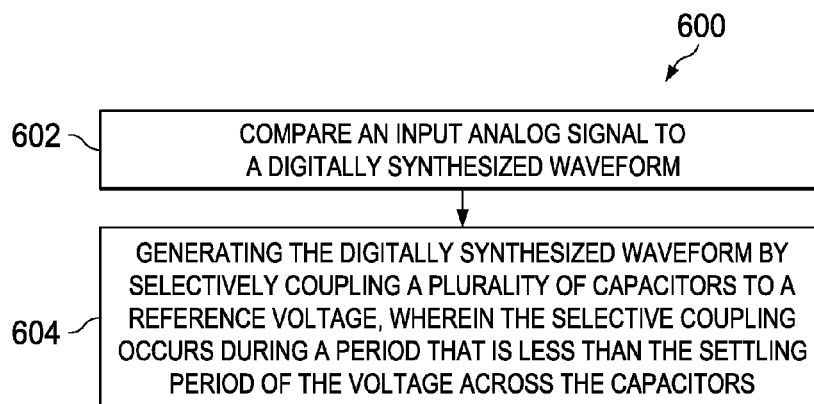 600
602
COMPARE AN INPUT ANALOG SIGNAL TO
A DIGITALLY SYNTHESIZED WAVEFORM
604
GENERATING THE DIGITALLY SYNTHESIZED WAVEFORM BY
SELECTIVELY COUPLING A PLURALITY OF CAPACITORS TO A
REFERENCE VOLTAGE, WHEREIN THE SELECTIVE COUPLING
OCCURS DURING A PERIOD THAT IS LESS THAN THE SETTLING
PERIOD OF THE VOLTAGE ACROSS THE CAPACITORS